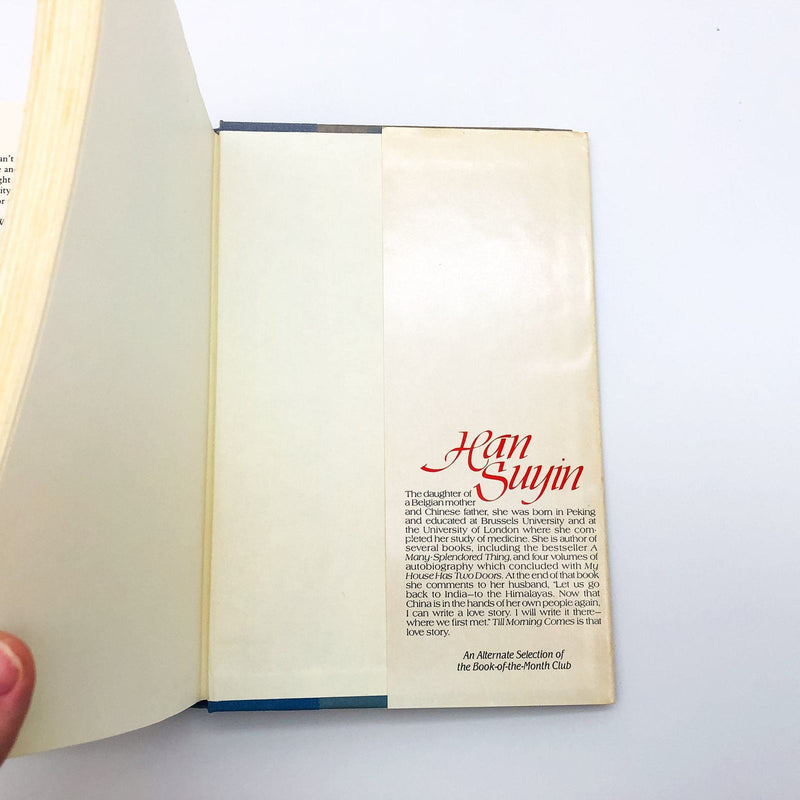 an't
ght
ity
Han
Suyin
The daughter of
a Belgian mother
and Chinese father, she was born in Peking
and educated at Brussels University and at
the University of London where she com-
pleted her study of medicine. She is author of
several books, including the bestseller A
Many-Splendored Thing, and four volumes of
autobiography which concluded with My
House Has Two Doors. At the end of that book
she comments to her husband, "Let us go
back to India—to the Himalayas. Now that
China is in the hands of her own people again,
I can write a love story. I will write it there—
where we first met." Till Morning Comes is that
love story.
An Alternate Selection of
the Book-of-the-Month Club